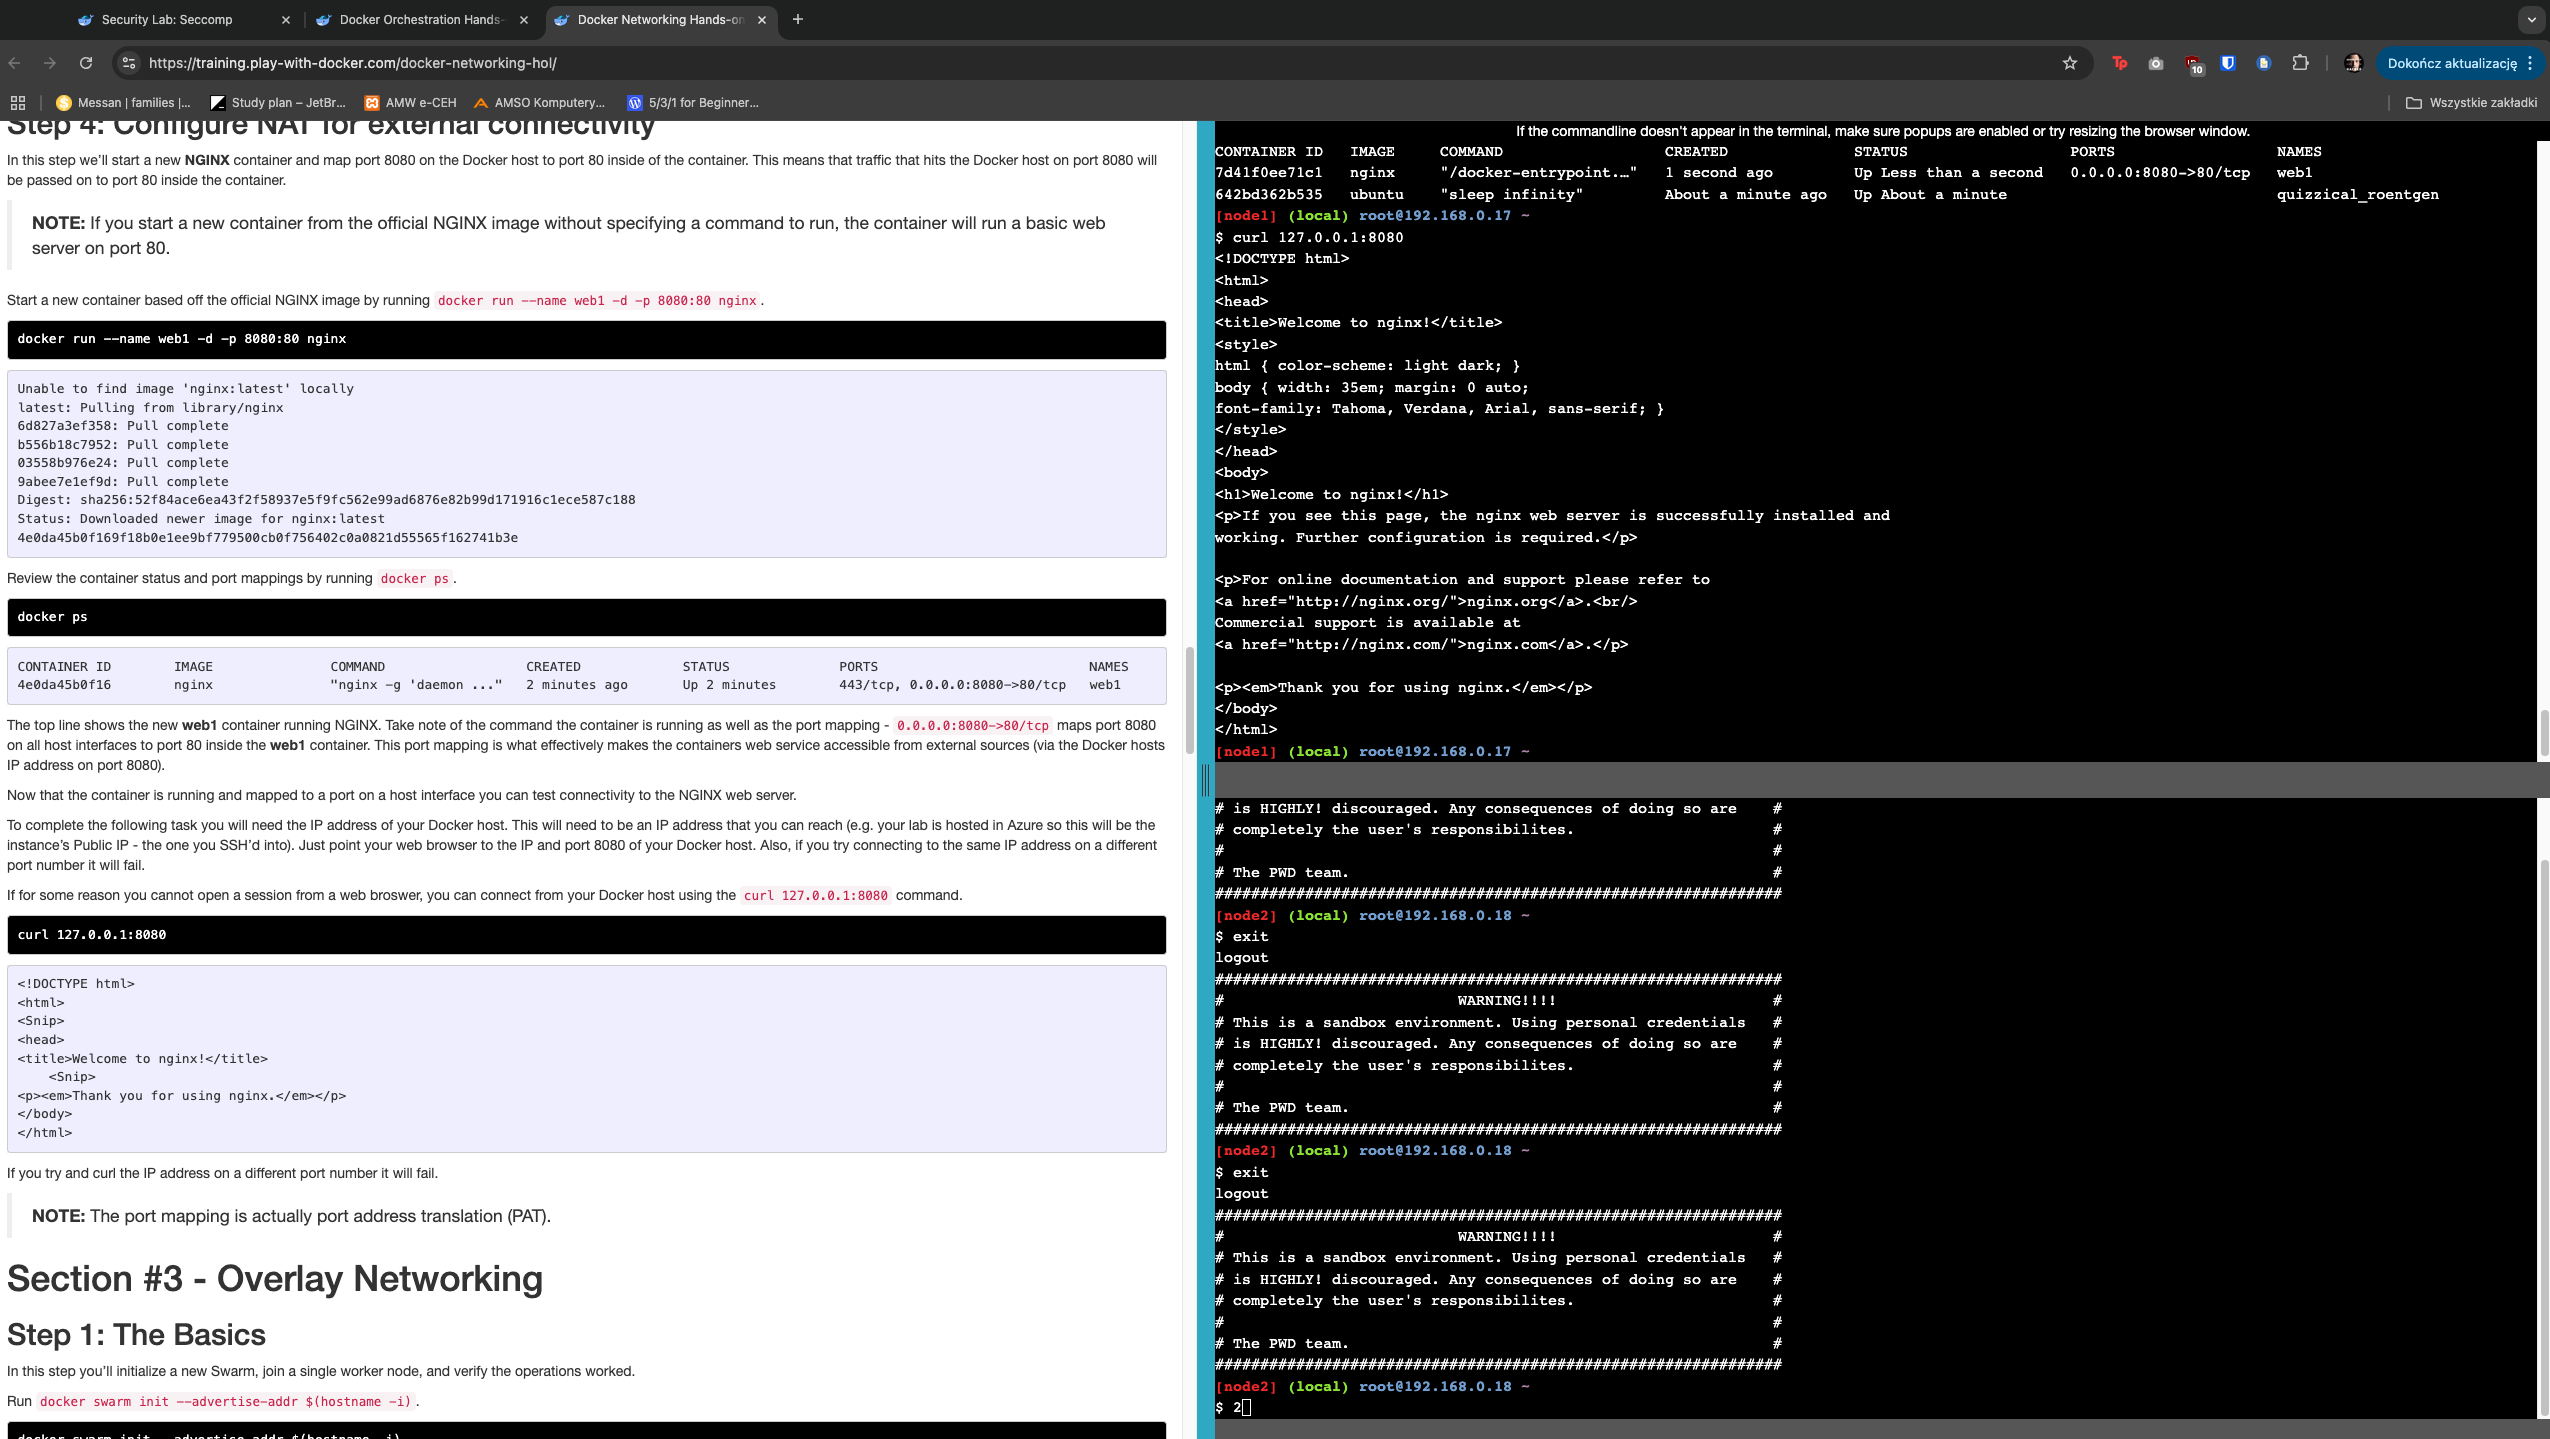 Security Lab: Seccomp
Docker Orchestration Hands-
Docker Networking Hands-on
https://training.play-with-docker.com/docker-networking-hol/
10
Dokończ aktualizację
Messan | families |...
Study plan – JetBr...
AMW e-CEH
AMSO Komputery...
5/3/1 for Beginner...
Wszystkie zakładki
Step 4: Configure NAT for external connectivity
In this step we'll start a new NGINX container and map port 8080 on the Docker host to port 80 inside of the container. This means that traffic that hits the Docker host on port 8080 will
be passed on to port 80 inside the container.
NOTE: If you start a new container from the official NGINX image without specifying a command to run, the container will run a basic web
server on port 80.
Start a new container based off the official NGINX image by running docker run --name web1 -d -p 8080:80 nginx.
docker run --name web1 -d -p 8080:80 nginx
Unable to find image 'nginx:latest' locally
latest: Pulling from library/nginx
6d827a3ef358: Pull complete
b556b18c7952: Pull complete
03558b976e24: Pull complete
9abee7e1ef9d: Pull complete
Digest: sha256:52f84ace6ea43f2f58937e5f9fc562e99ad6876e82b99d171916c1ece587c188
Status: Downloaded newer image for nginx:latest
4e0da45b0f169f18b0e1ee9bf779500cb0f756402c0a0821d55565f162741b3e
Review the container status and port mappings by running docker ps.
docker ps
CONTAINER ID IMAGE COMMAND CREATED STATUS PORTS NAMES
4e0da45b0f16 nginx "nginx -g 'daemon ..." 2 minutes ago Up 2 minutes 443/tcp, 0.0.0.0:8080->80/tcp web1
The top line shows the new web1 container running NGINX. Take note of the command the container is running as well as the port mapping - 0.0.0.0:8080->80/tcp maps port 8080
on all host interfaces to port 80 inside the web1 container. This port mapping is what effectively makes the containers web service accessible from external sources (via the Docker hosts
IP address on port 8080).
Now that the container is running and mapped to a port on a host interface you can test connectivity to the NGINX web server.
To complete the following task you will need the IP address of your Docker host. This will need to be an IP address that you can reach (e.g. your lab is hosted in Azure so this will be the
instance's Public IP - the one you SSH'd into). Just point your web browser to the IP and port 8080 of your Docker host. Also, if you try connecting to the same IP address on a different
port number it will fail.
If for some reason you cannot open a session from a web broswer, you can connect from your Docker host using the curl 127.0.0.1:8080 command.
curl 127.0.0.1:8080
<!DOCTYPE html>
<html>
<Snip>
<head>
<title>Welcome to nginx!</title>
<Snip>
<p><em>Thank you for using nginx.</em></p>
</body>
</html>
If you try and curl the IP address on a different port number it will fail.
NOTE: The port mapping is actually port address translation (PAT).
Section #3 - Overlay Networking
Step 1: The Basics
In this step you'll initialize a new Swarm, join a single worker node, and verify the operations worked.
Run docker swarm init --advertise-addr $(hostname -i).
docker swarm init --advertise-addr $(hostname -i)
If the commandline doesn't appear in the terminal, make sure popups are enabled or try resizing the browser window.
CONTAINER ID IMAGE COMMAND CREATED STATUS PORTS NAMES
7d41f0ee71c1 nginx "/docker-entrypoint.…" 1 second ago Up Less than a second 0.0.0.0:8080->80/tcp web1
642bd362b535 ubuntu "sleep infinity" About a minute ago Up About a minute quizzical_roentgen
[node1] (local) root@192.168.0.17 ~
$ curl 127.0.0.1:8080
<!DOCTYPE html>
<html>
<head>
<title>Welcome to nginx!</title>
<style>
html { color-scheme: light dark; }
body { width: 35em; margin: 0 auto;
font-family: Tahoma, Verdana, Arial, sans-serif; }
</style>
</head>
<body>
<h1>Welcome to nginx!</h1>
<p>If you see this page, the nginx web server is successfully installed and
working. Further configuration is required.</p>
<p>For online documentation and support please refer to
<a href="http://nginx.org/">nginx.org</a>.<br/>
Commercial support is available at
<a href="http://nginx.com/">nginx.com</a>.</p>
<p><em>Thank you for using nginx.</em></p>
</body>
</html>
[node1] (local) root@192.168.0.17 ~
# is HIGHLY! discouraged. Any consequences of doing so are #
# completely the user's responsibilites. #
# #
# The PWD team. #
###############################################################
[node2] (local) root@192.168.0.18 ~
$ exit
logout
###############################################################
# WARNING!!!! #
# This is a sandbox environment. Using personal credentials #
# is HIGHLY! discouraged. Any consequences of doing so are #
# completely the user's responsibilites. #
# #
# The PWD team. #
###############################################################
[node2] (local) root@192.168.0.18 ~
$ exit
logout
###############################################################
# WARNING!!!! #
# This is a sandbox environment. Using personal credentials #
# is HIGHLY! discouraged. Any consequences of doing so are #
# completely the user's responsibilites. #
# #
# The PWD team. #
###############################################################
[node2] (local) root@192.168.0.18 ~
$ 2